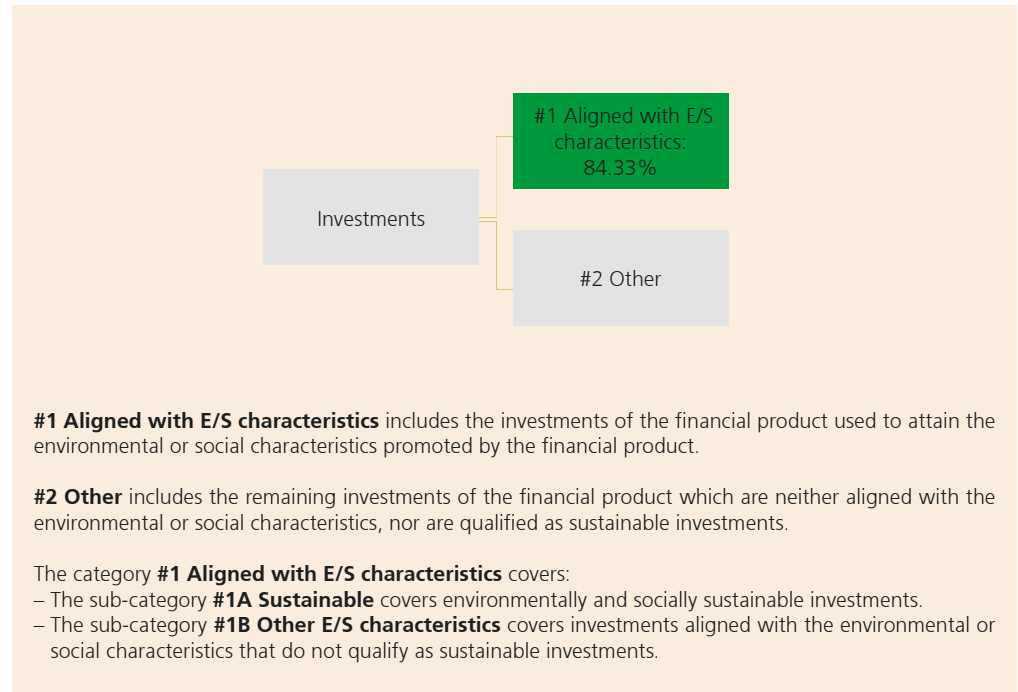 #1 Aligned with E/S
characteristics:
84.33%
Investments
#2 Other
#1 Aligned with E/S characteristics includes the investments of the financial product used to attain the
environmental or social characteristics promoted by the financial product.
#2 Other includes the remaining investments of the financial product which are neither aligned with the
environmental or social characteristics, nor are qualified as sustainable investments.
The category #1 Aligned with E/S characteristics covers:
– The sub-category #1A Sustainable covers environmentally and socially sustainable investments.
– The sub-category #1B Other E/S characteristics covers investments aligned with the environmental or
social characteristics that do not qualify as sustainable investments.